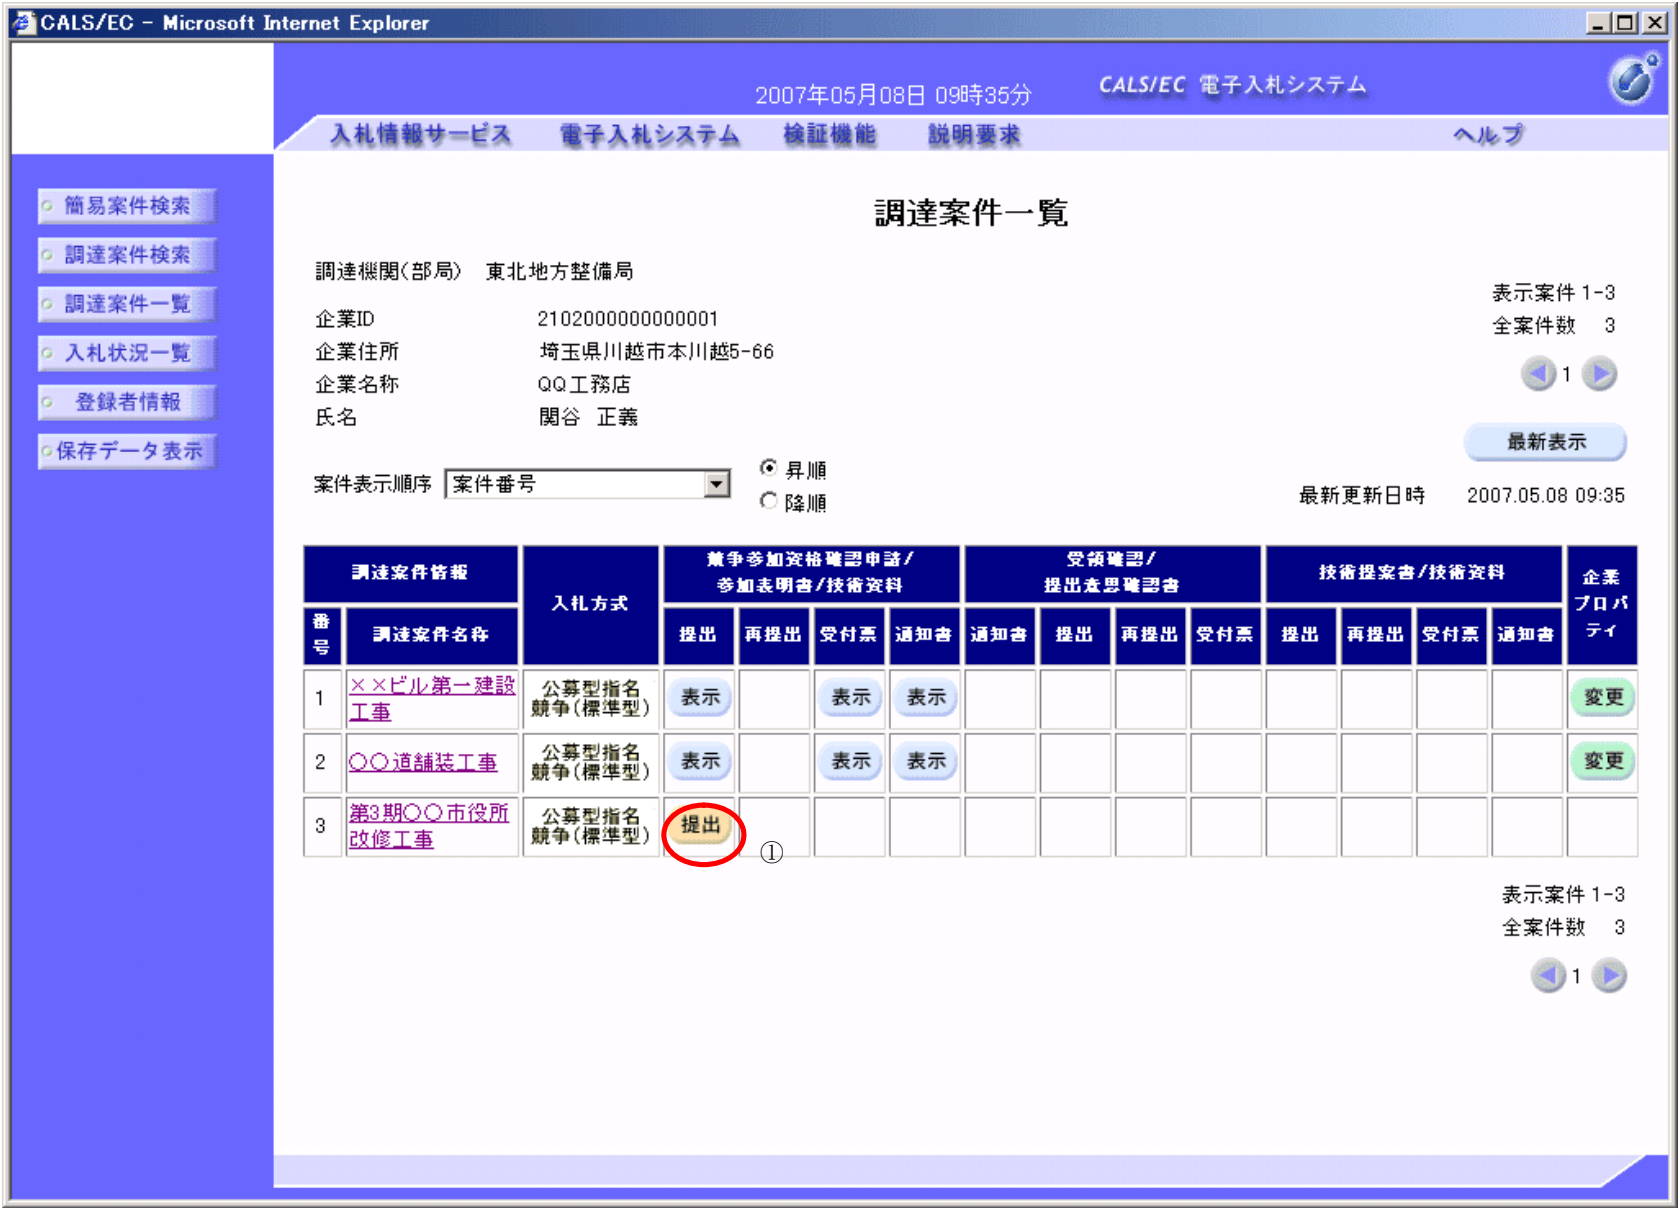 CALS/EC - Microsoft Internet Explorer
2007年05月08日 09時35分
CALS/EC 電子入札システム
入札情報サービス 電子入札システム 検証機能 説明要求 ヘルプ
簡易案件検索
調達案件検索
調達案件一覧
入札状況一覧
登録者情報
保存データ表示
調達案件一覧
調達機関(部局) 東北地方整備局
企業ID 2102000000000001
企業住所 埼玉県川越市本川越5-66
企業名称 QQ工務店
氏名 関谷 正義
表示案件 1-3
全案件数 3
1
最新表示
案件表示順序 案件番号
昇順
降順
最新更新日時 2007.05.08 09:35
調達案件情報 入札方式 競争参加資格確認申請/参加表明書/技術資料 受領確認/提出意思確認書 技術提案書/技術資料 企業プロパティ
番号 調達案件名称 提出 再提出 受付票 通知書 通知書 提出 再提出 受付票 提出 再提出 受付票 通知書
1 ××ビル第一建設工事 公募型指名競争(標準型) 表示 表示 表示 変更
2 〇〇道舗装工事 公募型指名競争(標準型) 表示 表示 表示 変更
3 第3期〇〇市役所改修工事 公募型指名競争(標準型) 提出
①
表示案件 1-3
全案件数 3
1